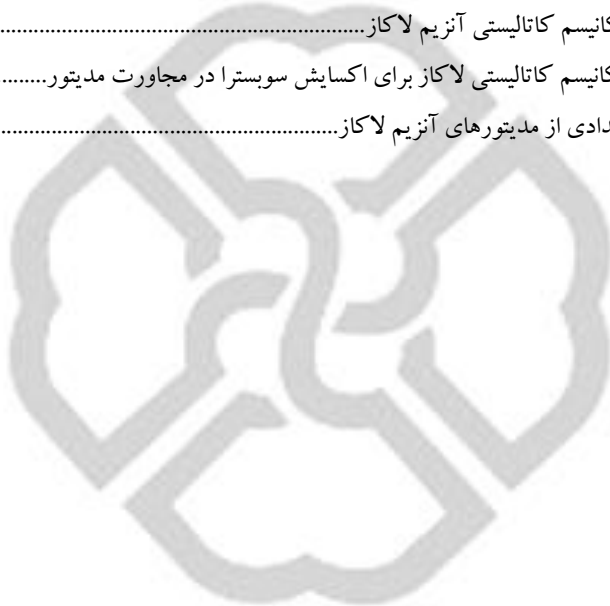 کانیسم کاتالیستی آنزیم لاکاز................................................................
کانیسم کاتالیستی لاکاز برای اکسایش سوبسترا در مجاورت مدیتور........
دادی از مدیتورهای آنزیم لاکاز............................................................